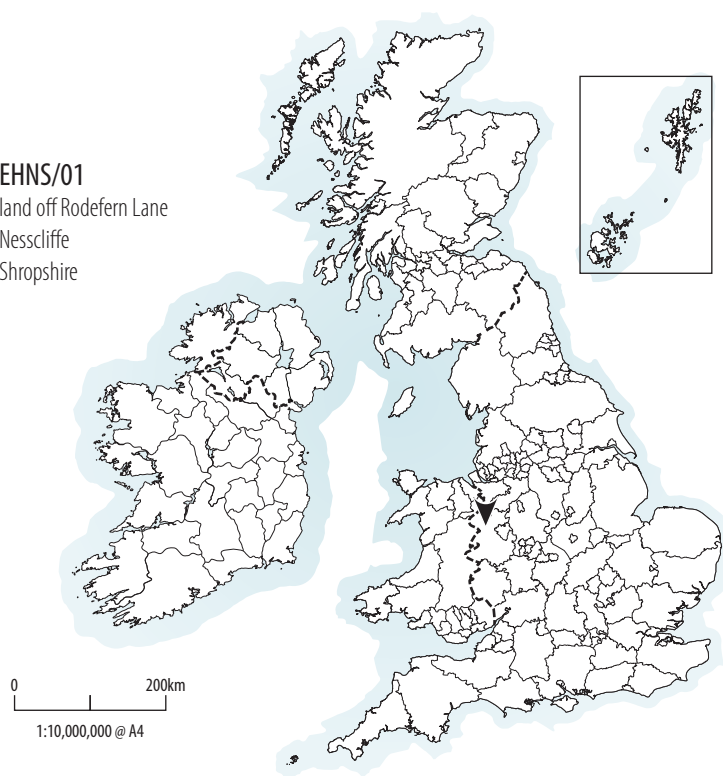 EHNS/01
land off Rodefern Lane
Nesscliffe
Shropshire
0 200km
1:10,000,000 @ A4